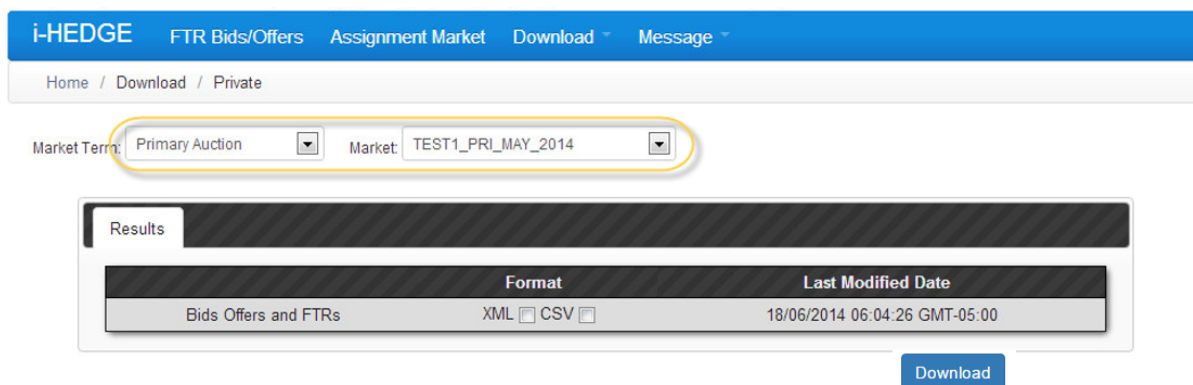 i-HEDGE FTR Bids/Offers Assignment Market Download Message
Home / Download / Private
Market Term: Primary Auction Market: TEST1_PRI_MAY_2014
Results
Format Last Modified Date
Bids Offers and FTRs XML CSV 18/06/2014 06:04:26 GMT-05:00
Download